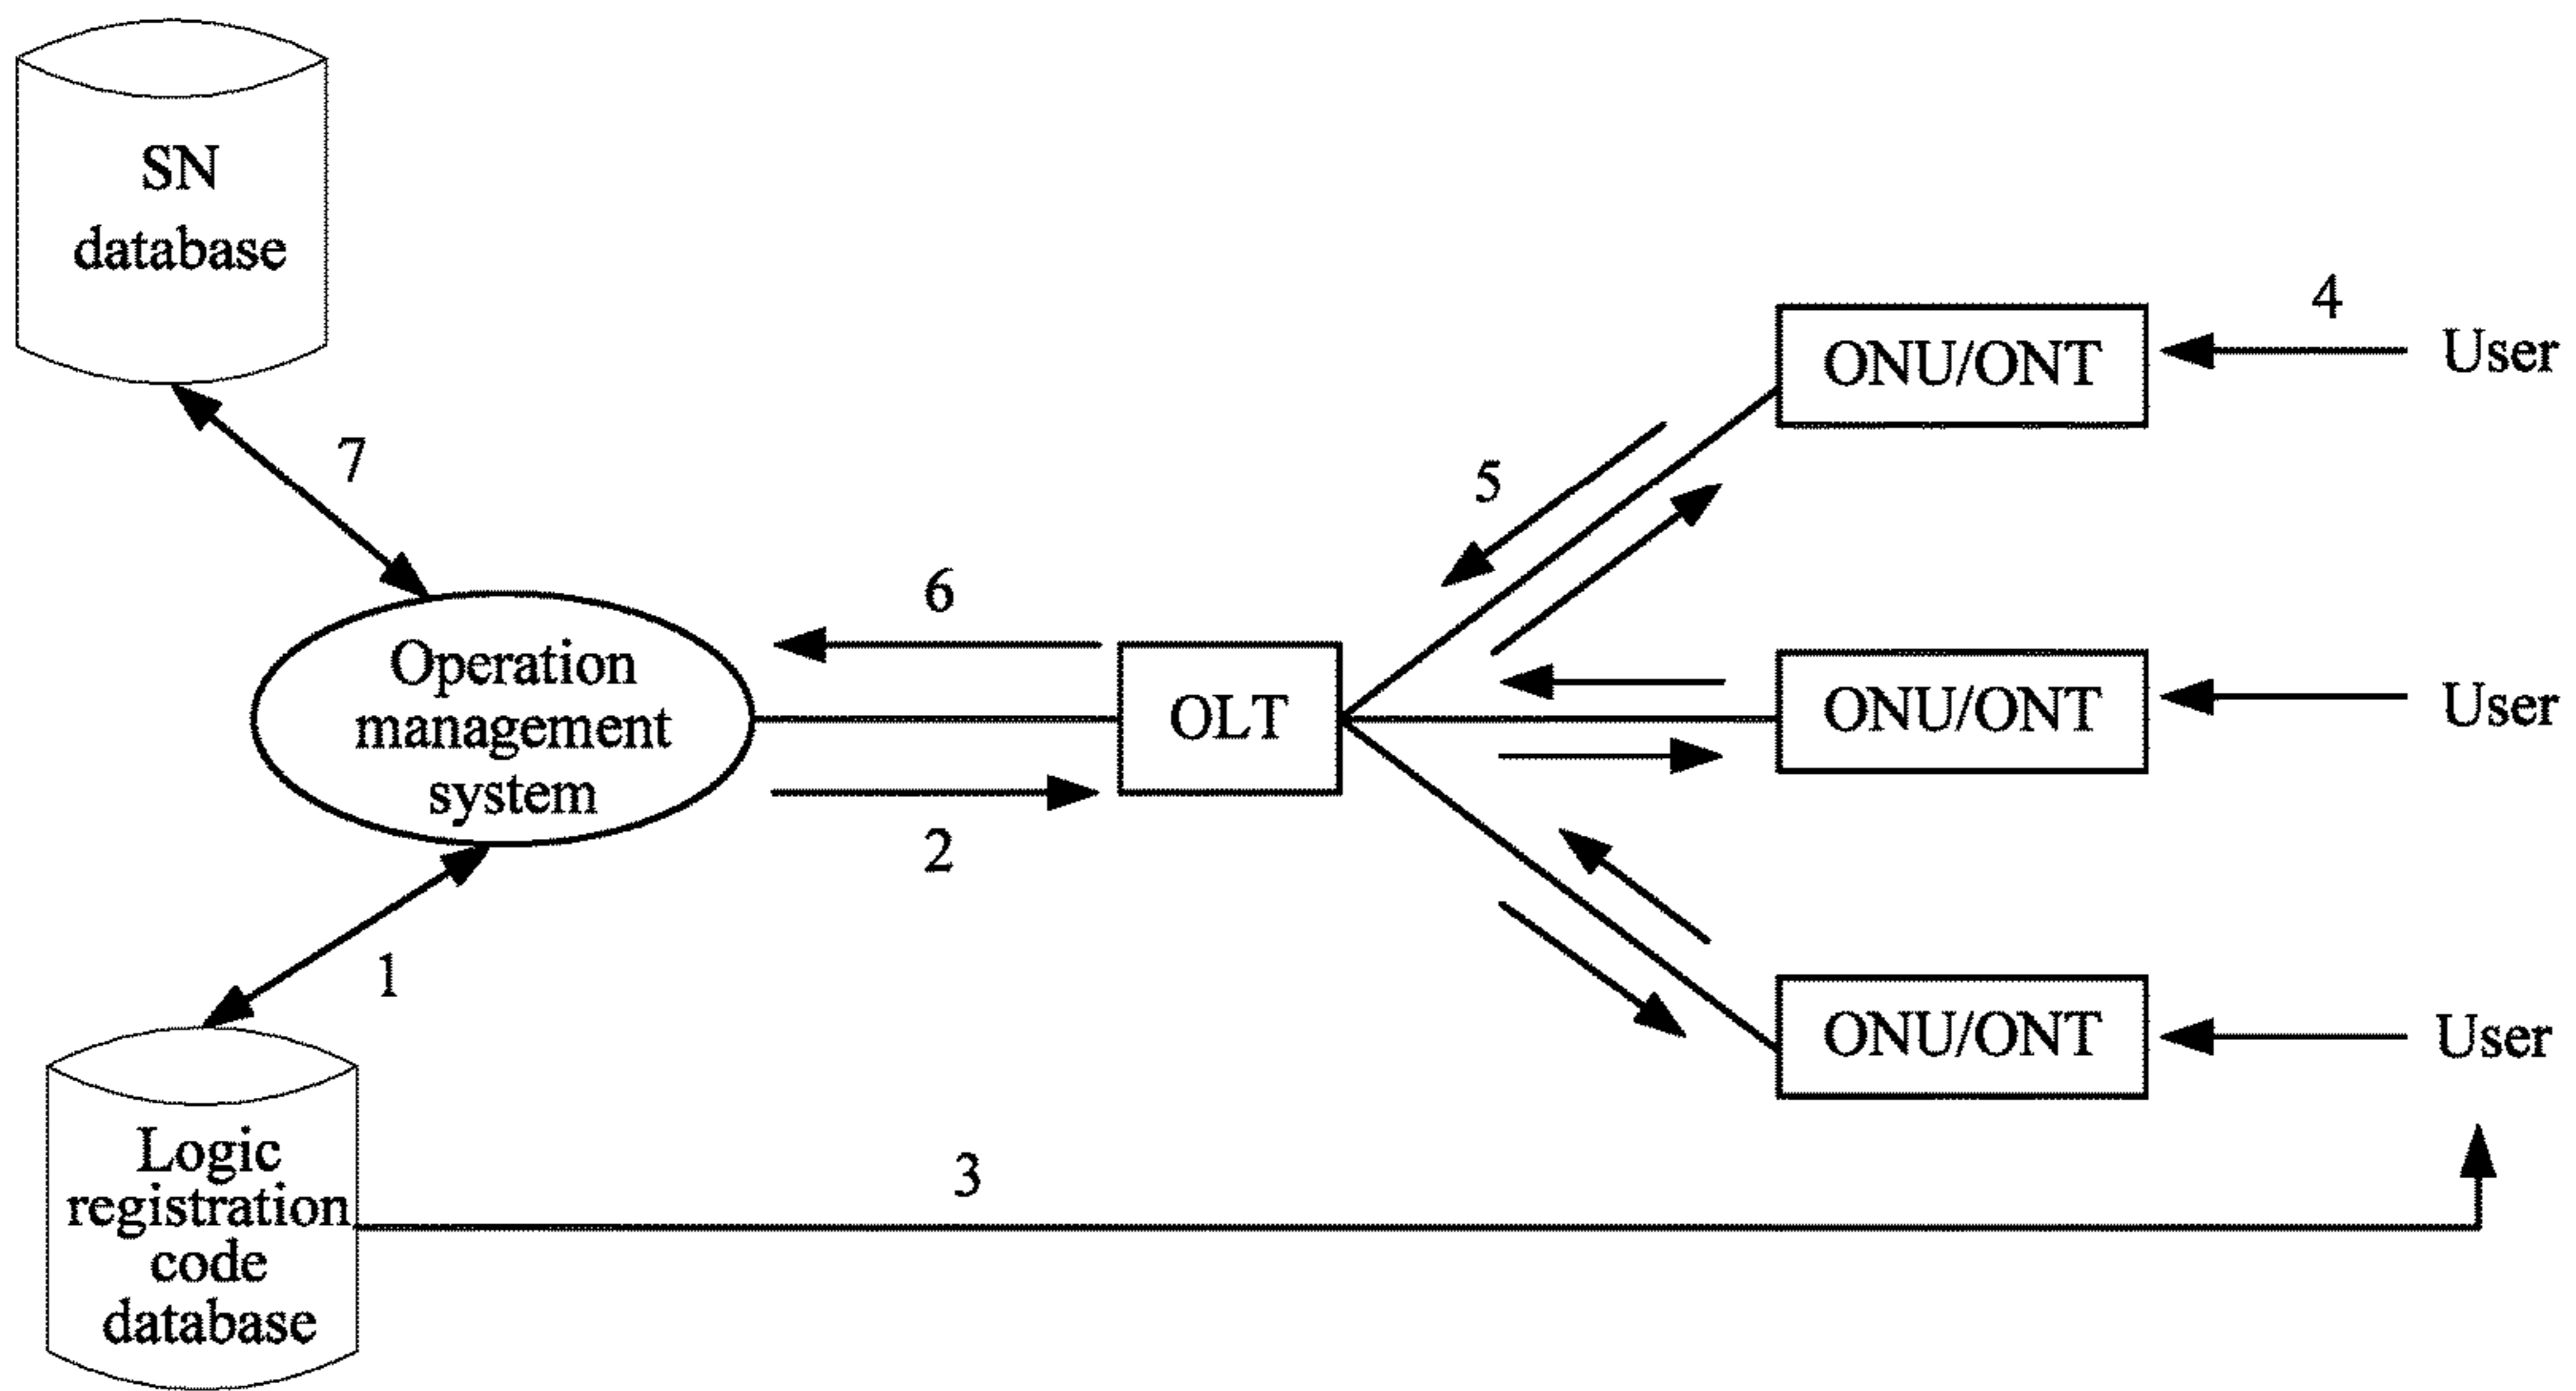 SN
database
4
ONU/ONT
User
7
5
6
Operation
management
system
OLT
ONU/ONT
User
2
1
ONU/ONT
User
Logic
registration
code
database
3